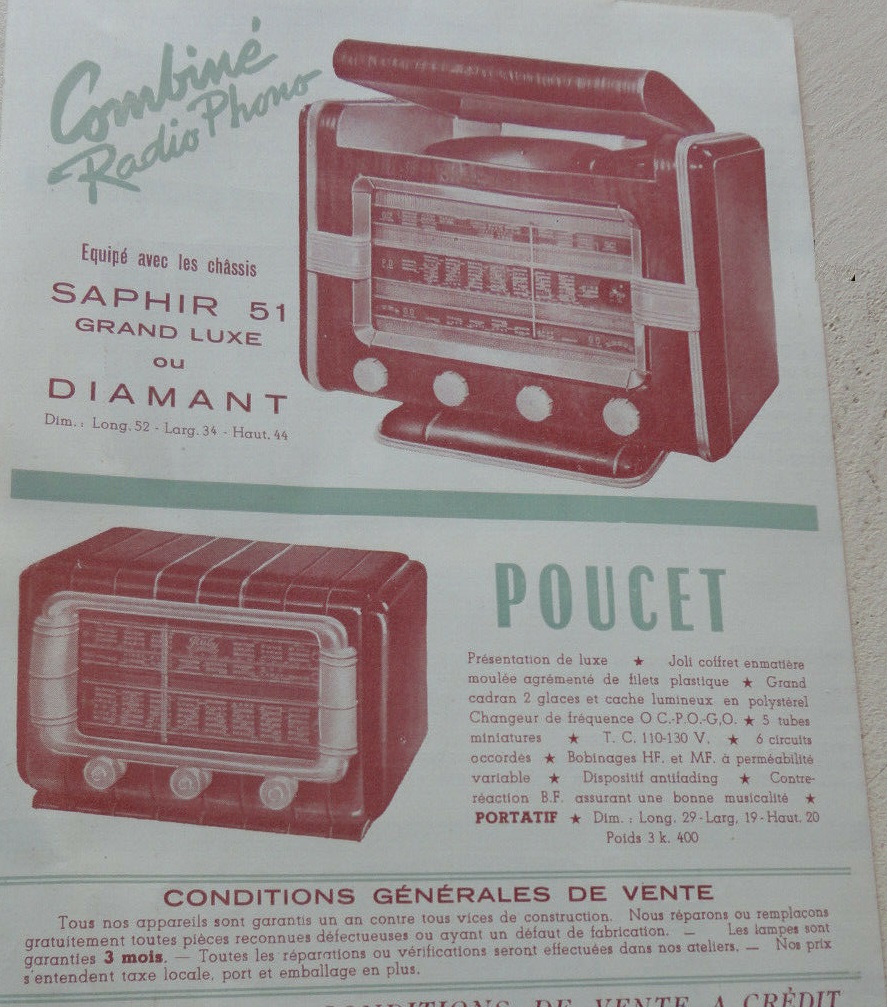 Combiné
Radio Phono
Equipé avec les châssis
SAPHIR 51
GRAND LUXE
ou
DIAMANT
Dim.: Long. 52 - Larg. 34 - Haut. 44
POUCET
Présentation de luxe ★ Joli coffret enmatière
moulée agrémenté de filets plastique ★ Grand
cadran 2 glaces et cache lumineux en polystérel
Changeur de fréquence O C.-P.O.-G,O. ★ 5 tubes
miniatures ★ T. C. 110-130 V. ★ 6 circuits
accordés ★ Bobinages HF. et MF. à perméabilité
variable ★ Dispositif antifading ★ Contre-
réaction B.F. assurant une bonne musicalité ★
PORTATIF ★ Dim. : Long. 29 - Larg. 19 - Haut. 20
Poids 3 k. 400
CONDITIONS GÉNÉRALES DE VENTE
Tous nos appareils sont garantis un an contre tous vices de construction. Nous réparons ou remplacons
gratuitement toutes pièces reconnues défectueuses ou ayant un défaut de fabrication. — Les lampes sont
garanties 3 mois. — Toutes les réparations ou vérifications seront effectuées dans nos ateliers. — Nos prix
s'entendent taxe locale, port et emballage en plus.
CONDITIONS DE VENTE A CRÉDIT